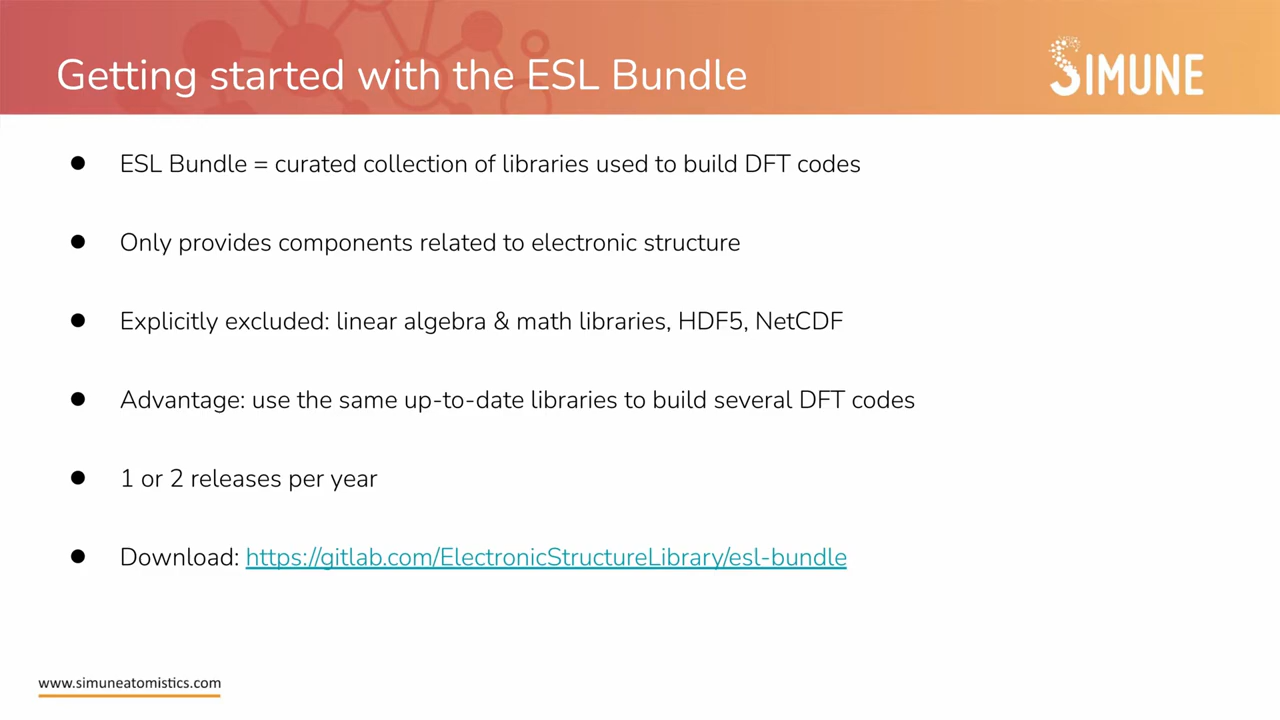 Getting started with the ESL Bundle
SIMUNE
● ESL Bundle = curated collection of libraries used to build DFT codes
● Only provides components related to electronic structure
● Explicitly excluded: linear algebra & math libraries, HDF5, NetCDF
● Advantage: use the same up-to-date libraries to build several DFT codes
● 1 or 2 releases per year
● Download: https://gitlab.com/ElectronicStructureLibrary/esl-bundle
www.simuneatomistics.com